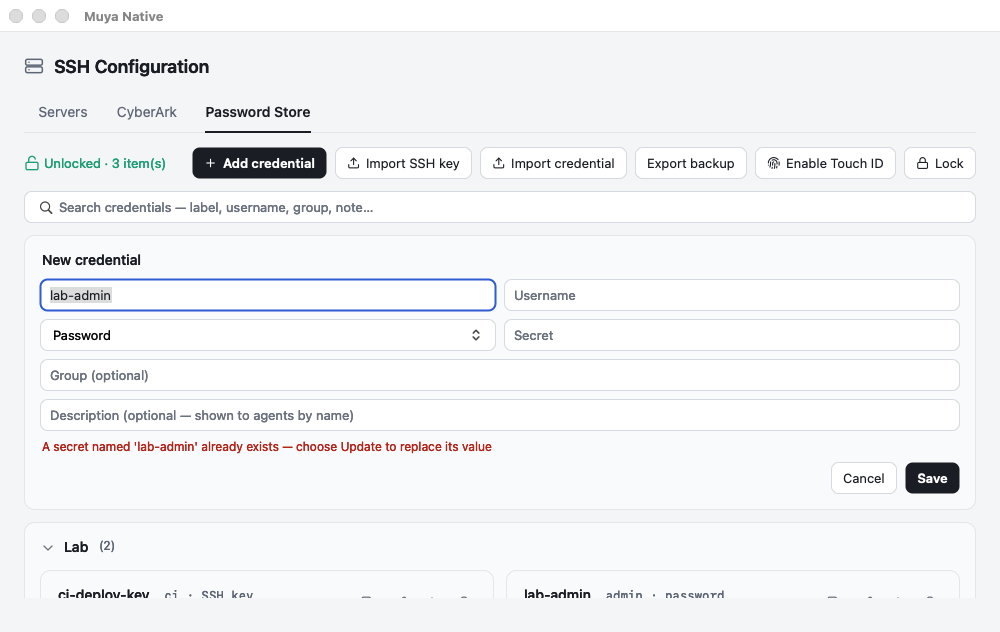 Muya Native
SSH Configuration
Servers CyberArk Password Store
Unlocked · 3 item(s) + Add credential Import SSH key Import credential Export backup Enable Touch ID Lock
Search credentials — label, username, group, note...
New credential
lab-admin Username
Password Secret
Group (optional)
Description (optional — shown to agents by name)
A secret named 'lab-admin' already exists — choose Update to replace its value
Cancel Save
Lab (2)
ci-deploy-key ci · SSH key lab-admin admin · password